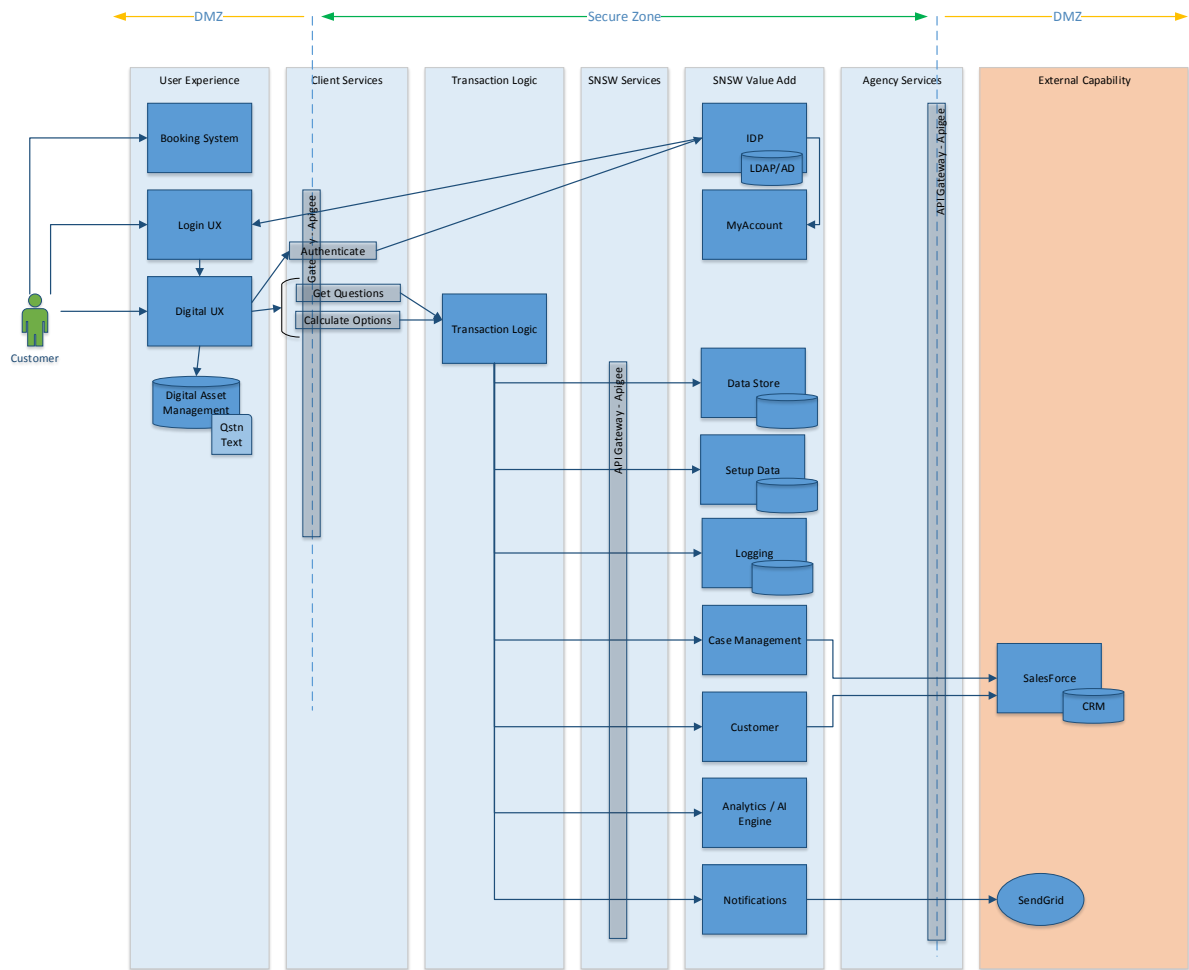 DMZ
Secure Zone
DMZ
User Experience
Client Services
Transaction Logic
SNSW Services
SNSW Value Add
Agency Services
External Capability
Booking System
IDP
LDAP/AD
API Gateway - Apigee
Login UX
MyAccount
Gateway - Apigee
Authenticate
Digital UX
Get Questions
Calculate Options
Transaction Logic
Customer
Digital Asset
Management
Qstn
Text
API Gateway - Apigee
Data Store
Setup Data
Logging
Case Management
SalesForce
CRM
Customer
Analytics / AI
Engine
Notifications
SendGrid